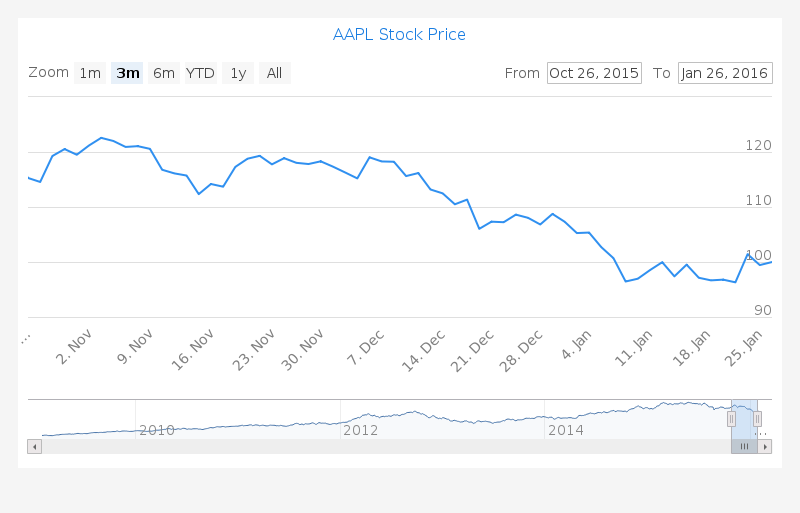 AAPL Stock Price
Zoom 1m 3m 6m YTD 1y All From Oct 26, 2015 To Jan 26, 2016
120
110
100
90
... 2. Nov 9. Nov 16. Nov 23. Nov 30. Nov 7. Dec 14. Dec 21. Dec 28. Dec 4. Jan 11. Jan 18. Jan 25. Jan
2010 2012 2014 ...